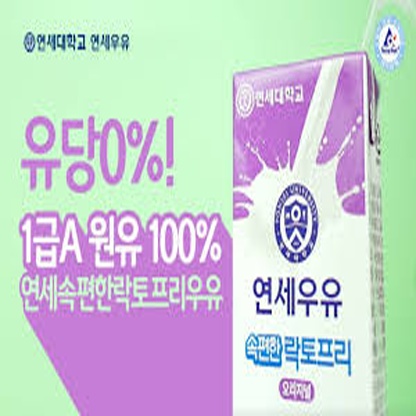 연세대학교 연세우유
유당0%!
1급A 원유 100%
연세속편한락토프리우유
연세대학교
YONSEI UNIVERSITY
연세우유
속편한 락토프리
오리지널